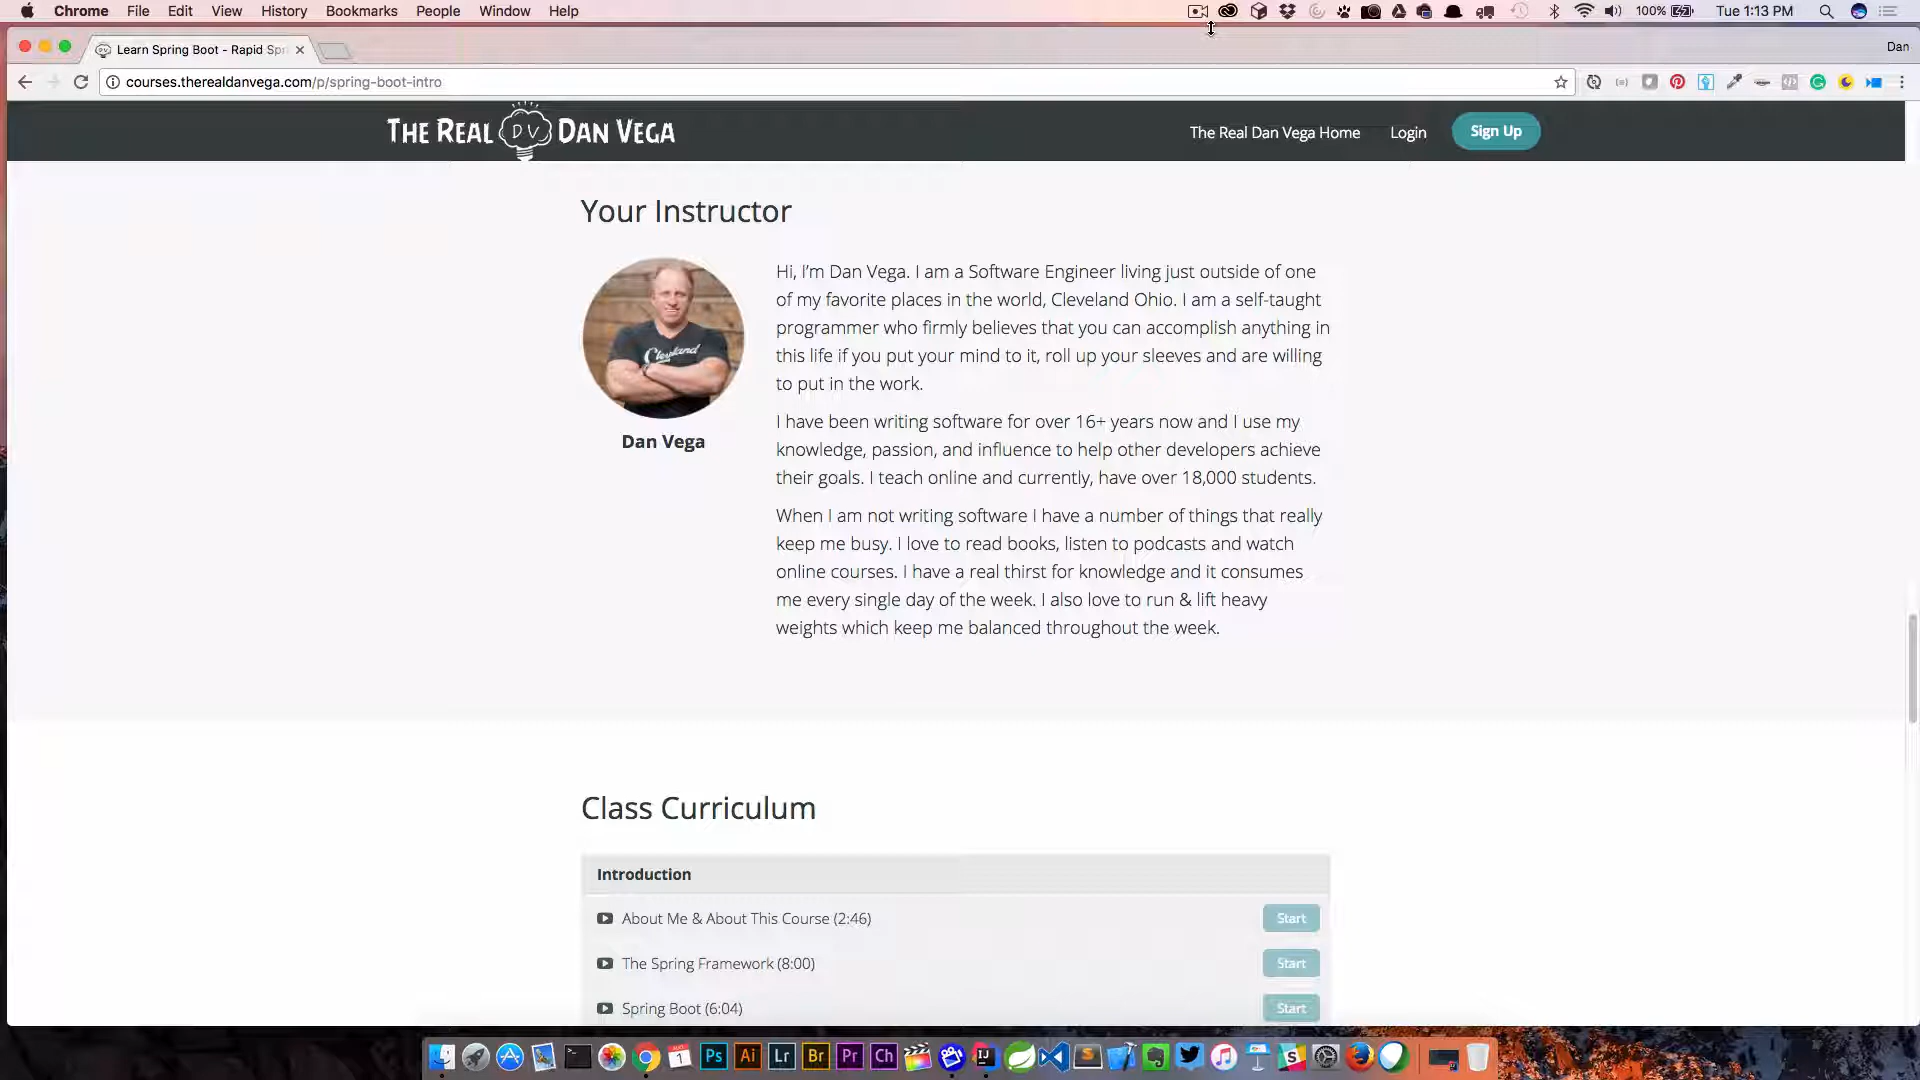 Chrome File Edit View History Bookmarks People Window Help
100% Tue 1:13 PM
Learn Spring Boot - Rapid Spri
Dan
courses.therealdanvega.com/p/spring-boot-intro
THE REAL DV DAN VEGA
The Real Dan Vega Home Login Sign Up
Your Instructor
Hi, I'm Dan Vega. I am a Software Engineer living just outside of one
of my favorite places in the world, Cleveland Ohio. I am a self-taught
programmer who firmly believes that you can accomplish anything in
this life if you put your mind to it, roll up your sleeves and are willing
to put in the work.
Cleveland
Dan Vega
I have been writing software for over 16+ years now and I use my
knowledge, passion, and influence to help other developers achieve
their goals. I teach online and currently, have over 18,000 students.
When I am not writing software I have a number of things that really
keep me busy. I love to read books, listen to podcasts and watch
online courses. I have a real thirst for knowledge and it consumes
me every single day of the week. I also love to run & lift heavy
weights which keep me balanced throughout the week.
Class Curriculum
Introduction
About Me & About This Course (2:46) Start
The Spring Framework (8:00) Start
Spring Boot (6:04) Start
1 Ps Ai Lr Br Pr Ch IJ S